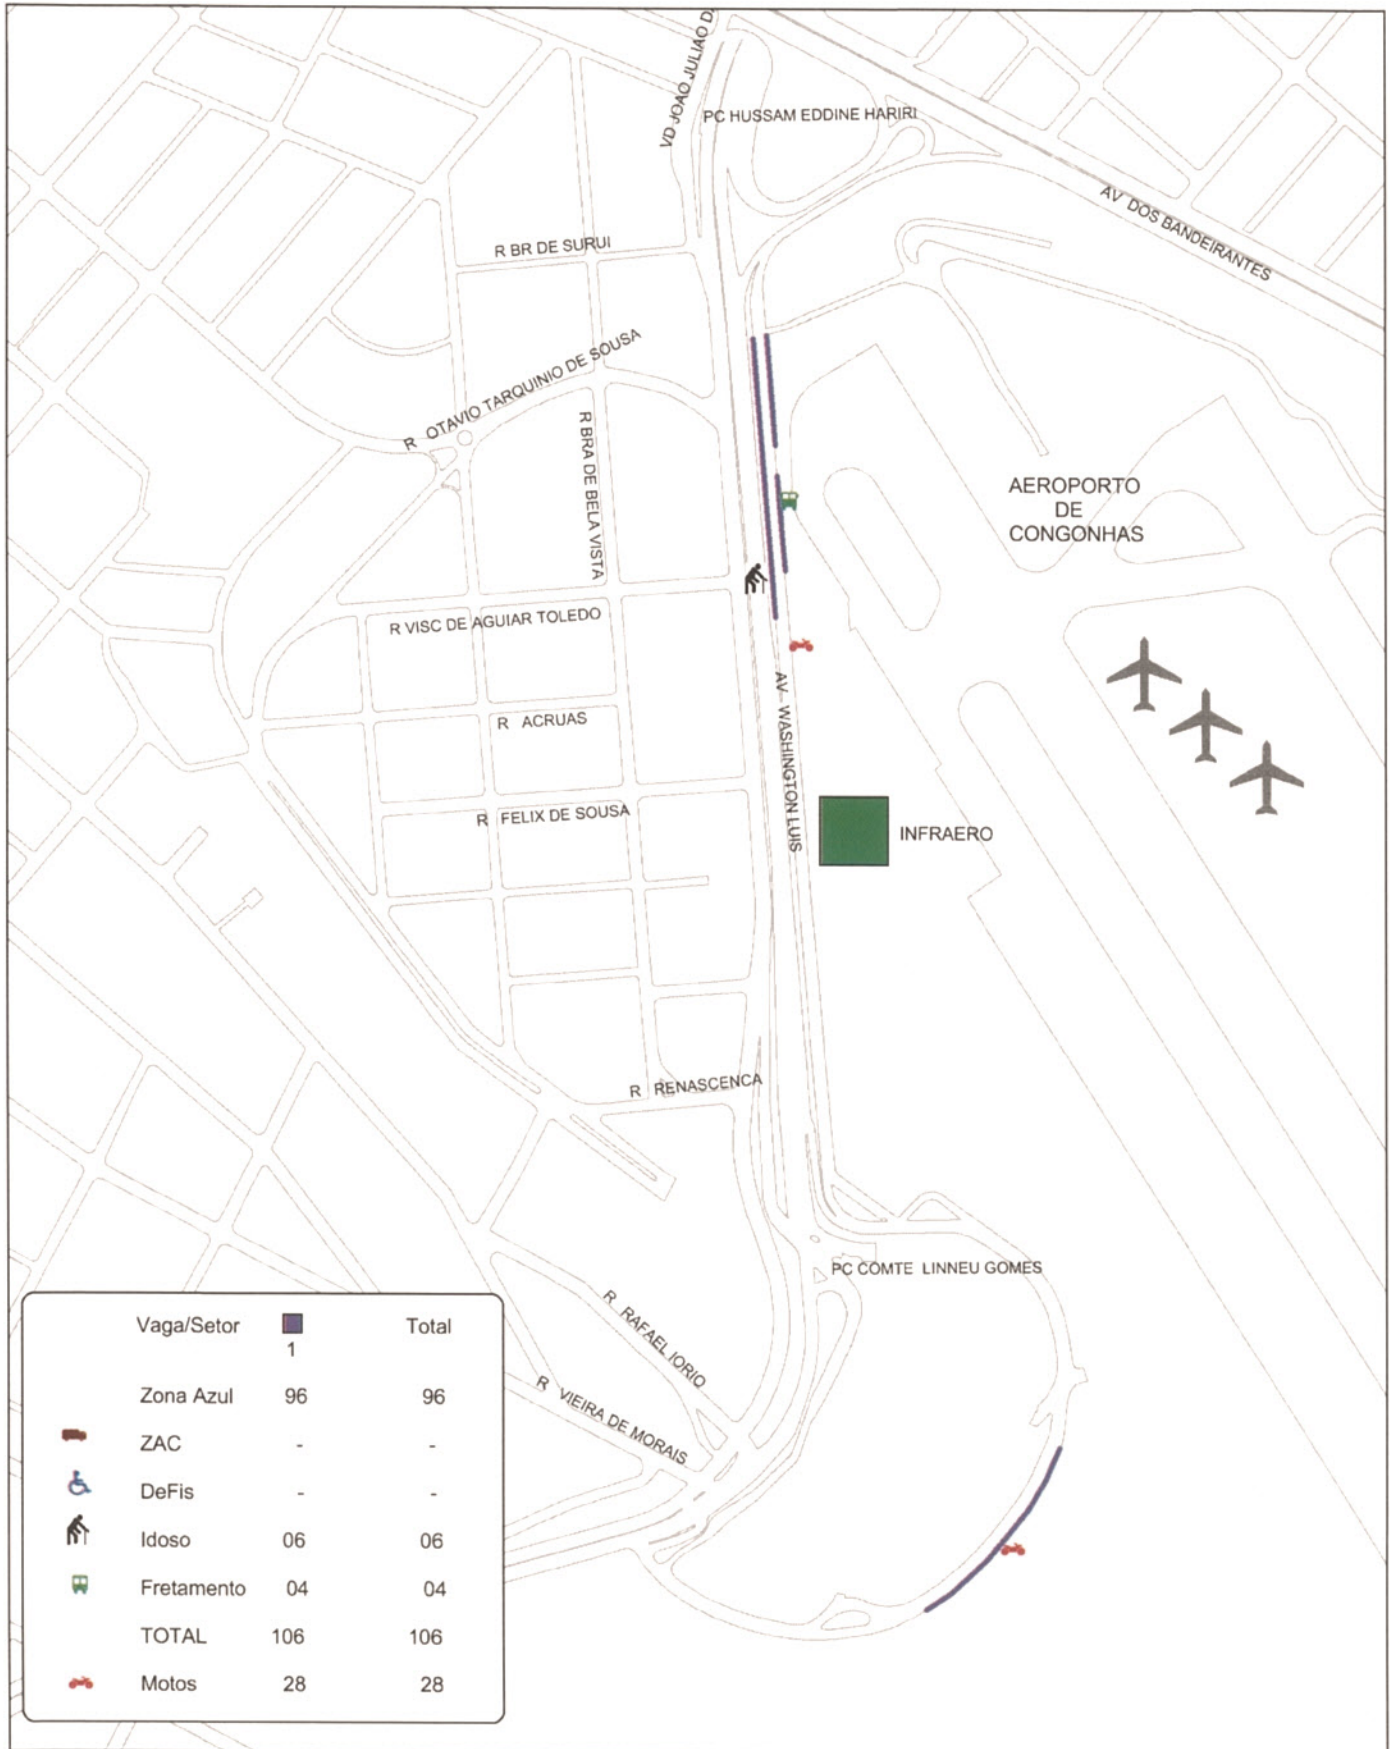 VD JOAO JULIAO D
PC HUSSAM EDDINE HARIRI
AV DOS BANDEIRANTES
R BR DE SURUI
R OTAVIO TARQUINIO DE SOUSA
R BRA DE BELA VISTA
AEROPORTO
DE
CONGONHAS
R VISC DE AGUIAR TOLEDO
R ACRUAS
AV WASHINGTON LUIS
R FELIX DE SOUSA
INFRAERO
R RENASCENCA
PC COMTE LINNEU GOMES
R RAFAEL IORIO
R VIEIRA DE MORAIS
Vaga/Setor Total
1
Zona Azul 96 96
ZAC - -
DeFis - -
Idoso 06 06
Fretamento 04 04
TOTAL 106 106
Motos 28 28